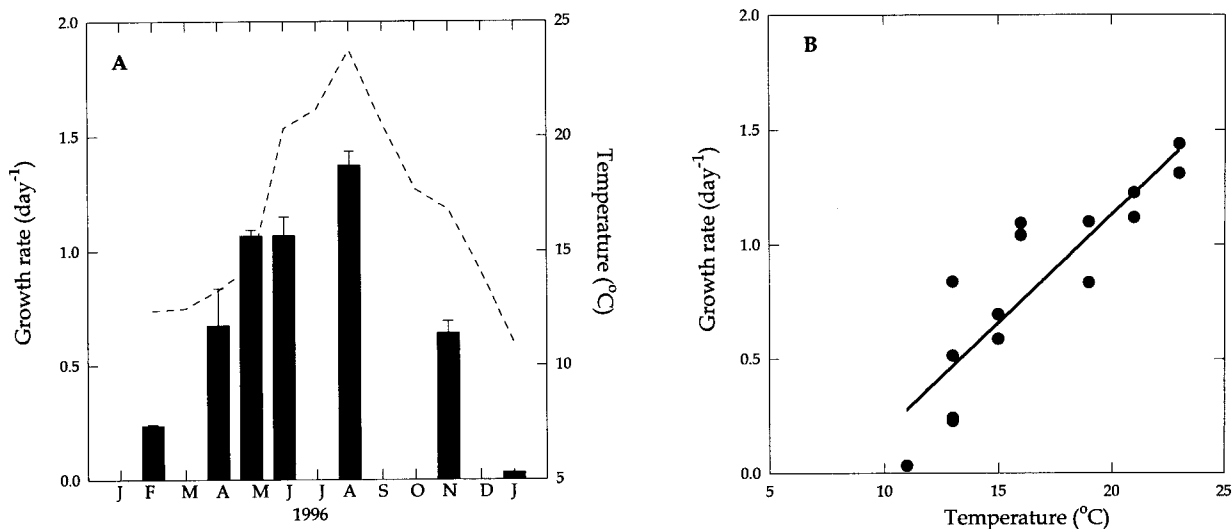 A
2.0
1.5
1.0
0.5
0.0
Growth rate (day⁻¹)
25
20
15
10
5
Temperature (°C)
J F M A M J J A S O N D J
1996
B
2.0
1.5
1.0
0.5
0.0
Growth rate (day⁻¹)
5 10 15 20 25
Temperature (°C)